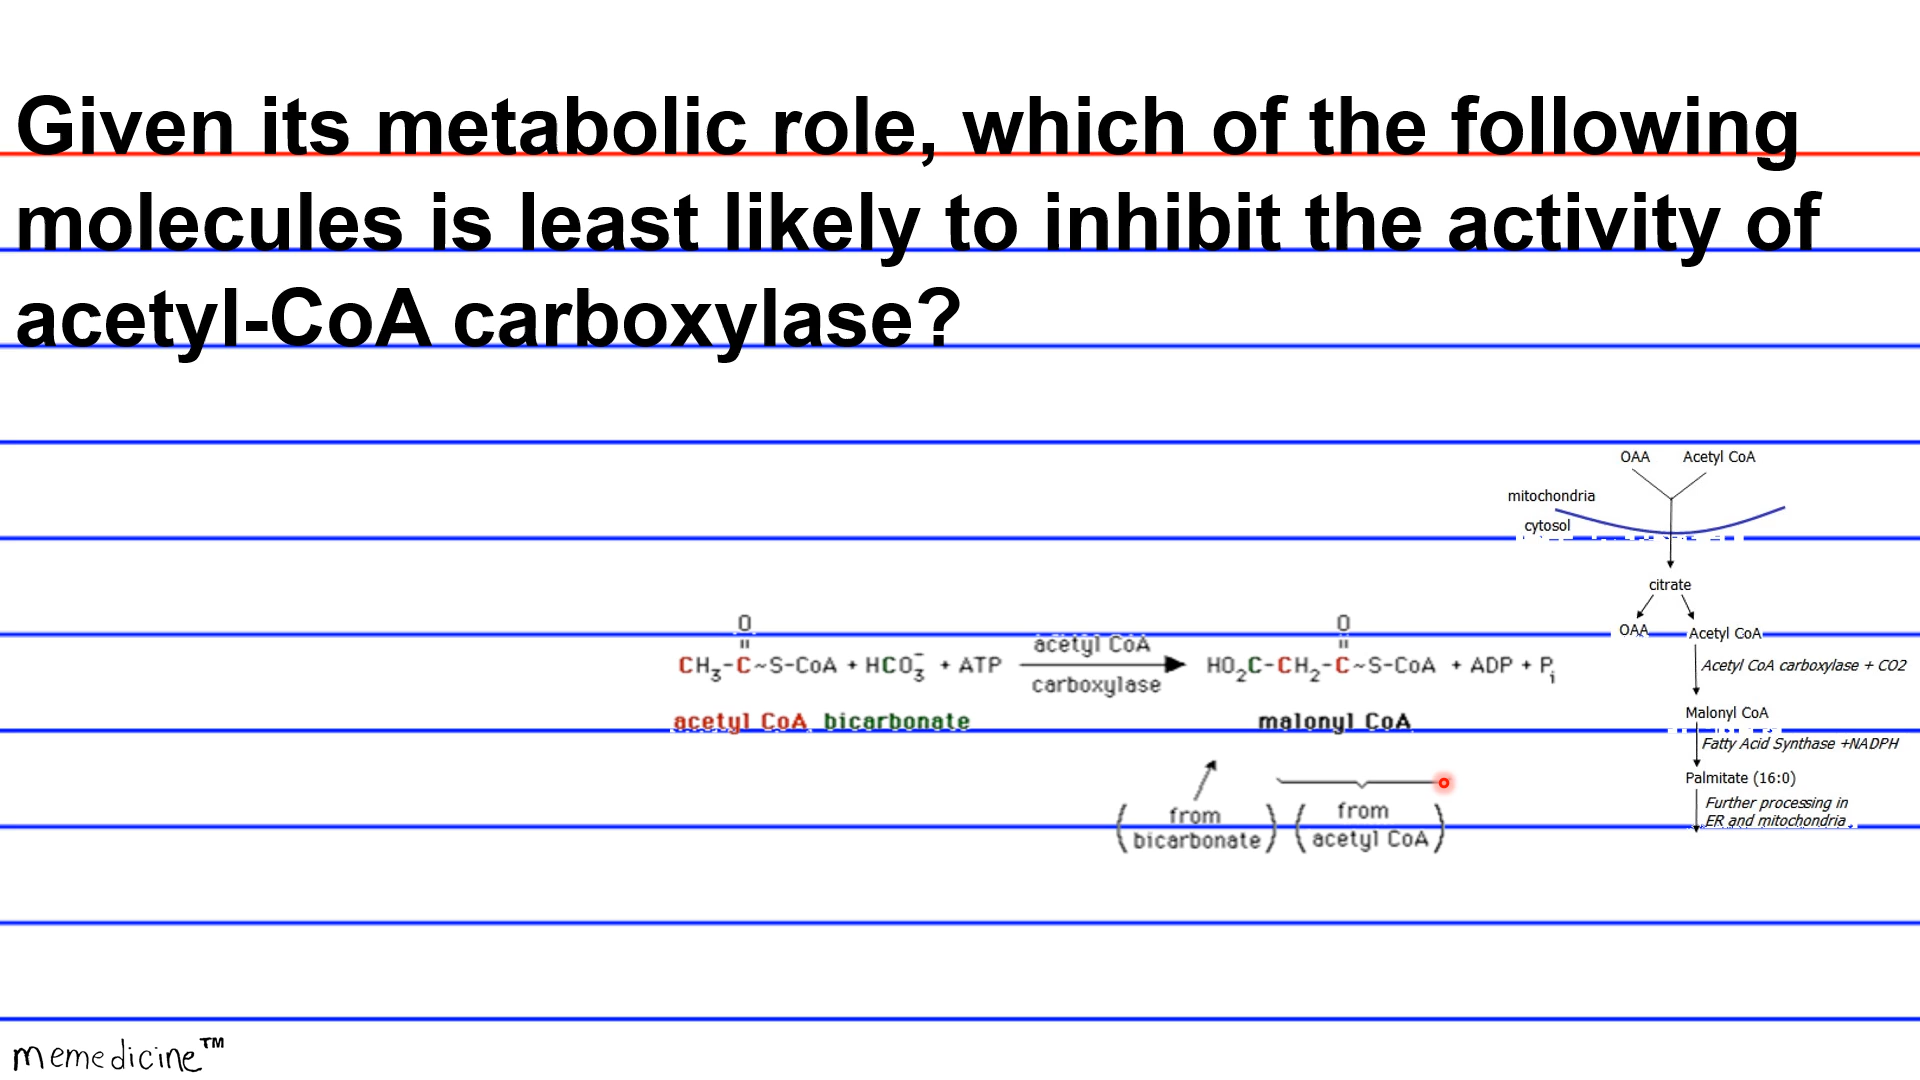 Given its metabolic role, which of the following
molecules is least likely to inhibit the activity of
acetyl-CoA carboxylase?
OAA Acetyl CoA
mitochondria
cytosol
citrate
OAA Acetyl CoA
Acetyl CoA carboxylase + CO2
Malonyl CoA
Fatty Acid Synthase +NADPH
Palmitate (16:0)
Further processing in
ER and mitochondria
O O
CH3-C~S-CoA + HCO3- + ATP acetyl CoA carboxylase HO2C-CH2-C~S-CoA + ADP + Pi
acetyl CoA bicarbonate malonyl CoA
(from bicarbonate) (from acetyl CoA)
memedicine™